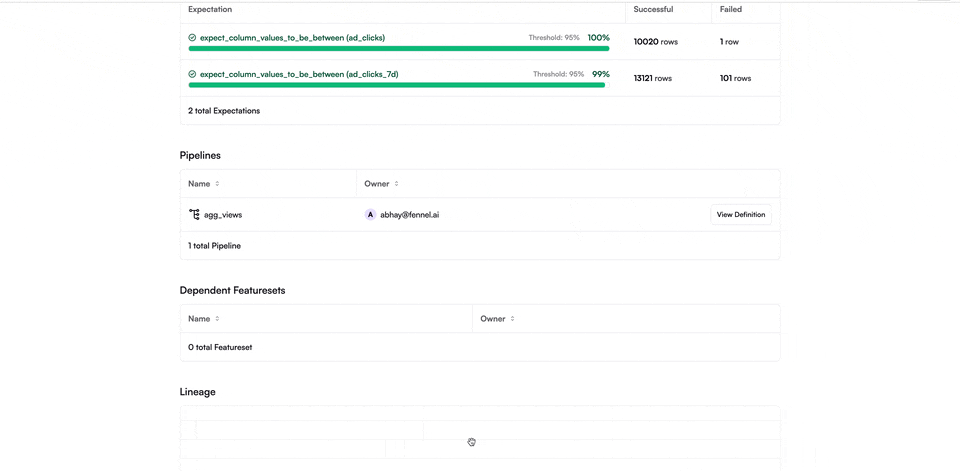 Expectation Successful Failed
expect_column_values_to_be_between (ad_clicks) Threshold: 95% 100% 10020 rows 1 row
expect_column_values_to_be_between (ad_clicks_7d) Threshold: 95% 99% 13121 rows 101 rows
2 total Expectations
Pipelines
Name Owner
agg_views A abhay@fennel.ai View Definition
1 total Pipeline
Dependent Featuresets
Name Owner
0 total Featureset
Lineage